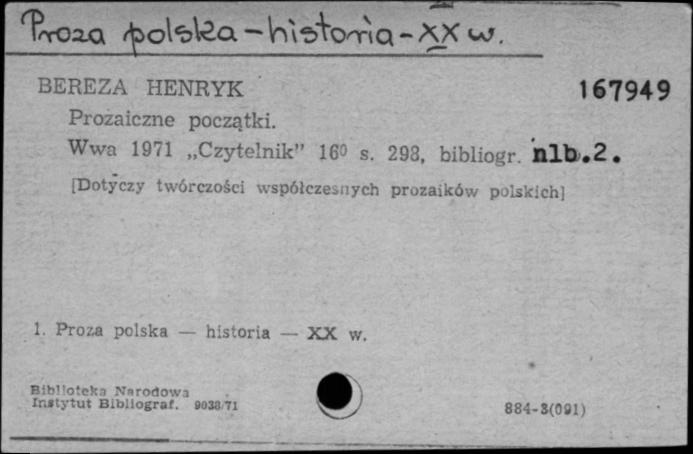 Proza polska - historia - XX w.
BEREZA HENRYK 167949
Prozaiczne początki.
Wwa 1971 „Czytelnik” 16⁰ s. 293, bibliogr. nlb.2.
[Dotyczy twórczości współczesnych prozaików polskich]
1. Proza polska — historia — XX w.
Biblioteka Narodowa
Instytut Bibliograf. 9038/71
884-3(091)